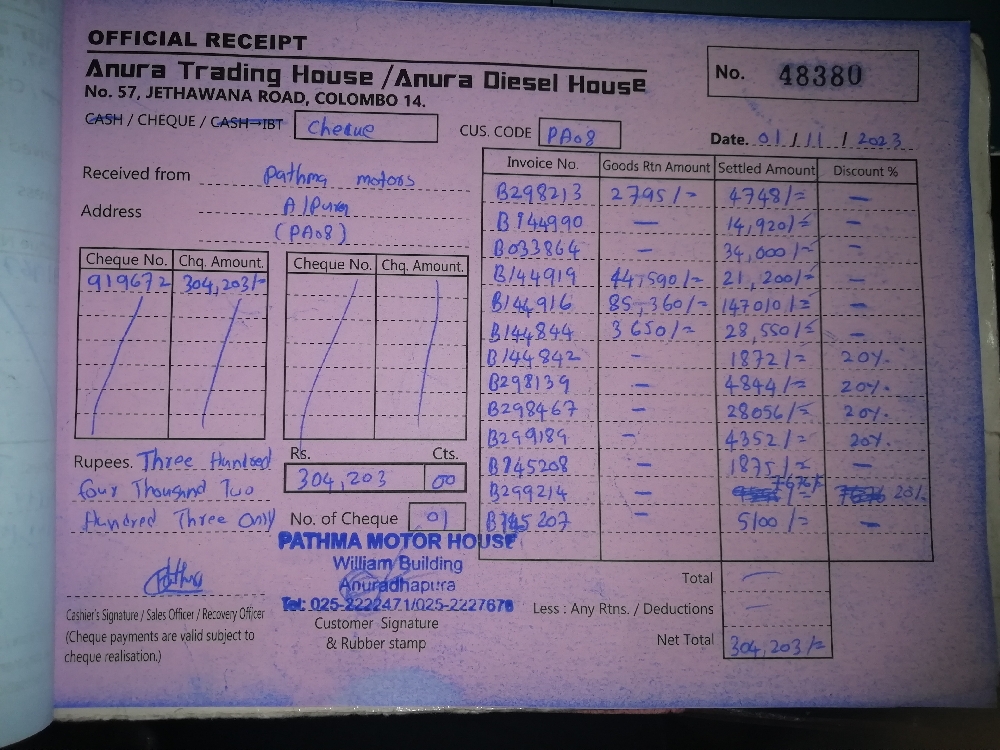 OFFICIAL RECEIPT
Anura Trading House /Anura Diesel House
No. 57, JETHAWANA ROAD, COLOMBO 14.
No. 48380
CASH / CHEQUE / CASH-IBT Cheque
CUS. CODE PA08
Date. 01 / 11 / 2023
Received from Pathma motors
Address A/Pura
(PA08)
Cheque No. Chq. Amount. Cheque No. Chq. Amount.
919672 304,203/=
Invoice No. Goods Rtn Amount Settled Amount Discount %
B298213 2795/= 4748/= –
B144990 – 14,920/= –
B033864 – 34,000/= –
B144919 44,590/= 21,200/= –
B144916 85,360/= 147010/= –
B144844 3650/= 28,550/= –
B144842 – 1872/= 20%.
B298139 – 4844/= 20%.
B298467 – 28056/= 20%.
B299189 – 4352/= 20%.
B145208 – 1875/= –
B299214 – 7676/= 20%.
B145207 – 5100/= –
Rupees. Three Hundred
four Thousand Two
Hundred Three Only
Rs. Cts.
304,203 00
No. of Cheque 01
PATHMA MOTOR HOUSE
William Building
Anuradhapura
Tel: 025-2222471/025-2227676
Customer Signature
& Rubber stamp
Pathu
Cashier's Signature / Sales Officer / Recovery Officer
(Cheque payments are valid subject to
cheque realisation.)
Total –
Less : Any Rtns. / Deductions –
Net Total 304,203/=